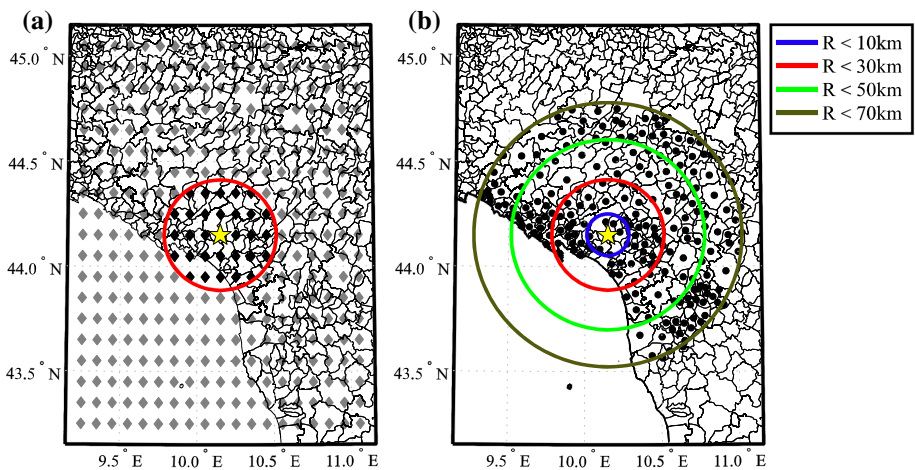 (a)
(b)
45.0 ° N
44.5 ° N
44.0 ° N
43.5 ° N
9.5 ° E
10.0 ° E
10.5 ° E
11.0 ° E
45.0 ° N
44.5 ° N
44.0 ° N
43.5 ° N
9.5 ° E
10.0 ° E
10.5 ° E
11.0 ° E
R < 10km
R < 30km
R < 50km
R < 70km